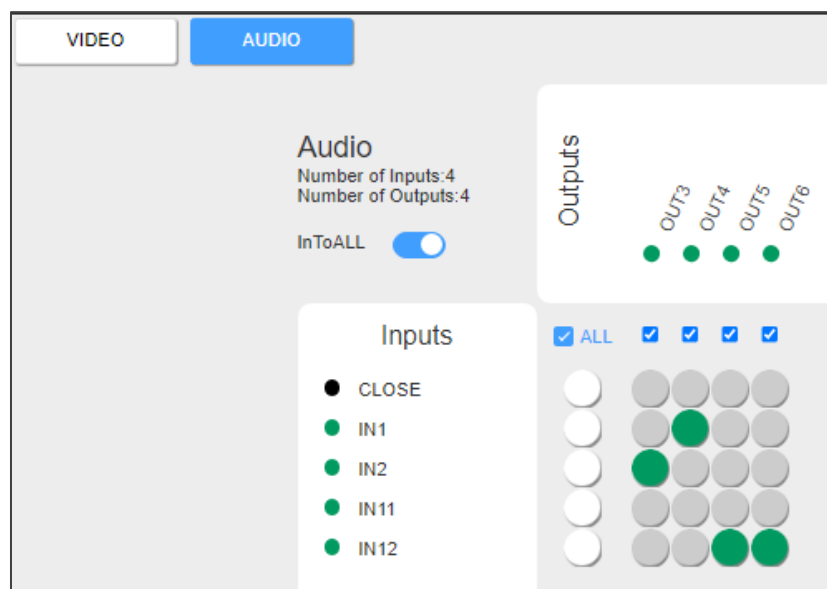 VIDEO
AUDIO
Audio
Number of Inputs:4
Number of Outputs:4
InToALL
Outputs
OUT3
OUT4
OUT5
OUT6
Inputs
ALL
CLOSE
IN1
IN2
IN11
IN12